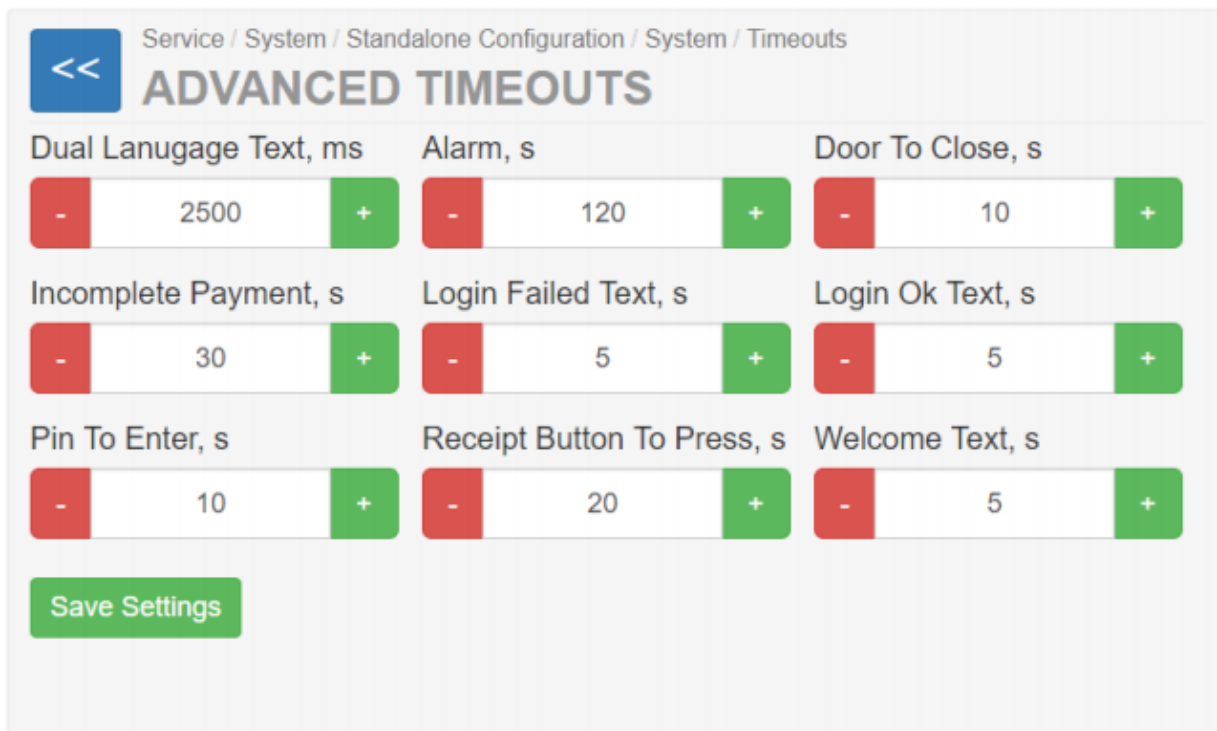 <<
Service / System / Standalone Configuration / System / Timeouts
ADVANCED TIMEOUTS
Dual Lanugage Text, ms Alarm, s Door To Close, s
- 2500 + - 120 + - 10 +
Incomplete Payment, s Login Failed Text, s Login Ok Text, s
- 30 + - 5 + - 5 +
Pin To Enter, s Receipt Button To Press, s Welcome Text, s
- 10 + - 20 + - 5 +
Save Settings